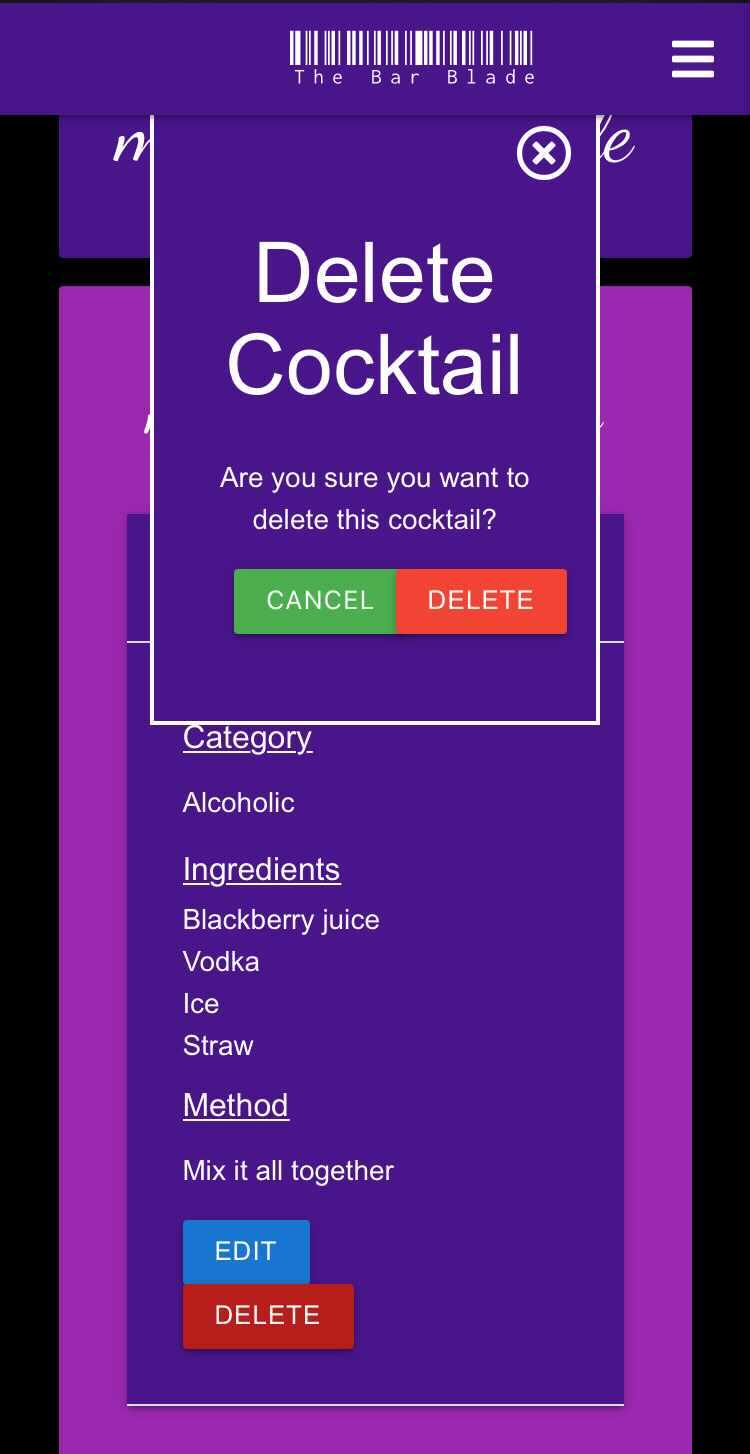 The Bar Blade
Delete
Cocktail
Are you sure you want to
delete this cocktail?
CANCEL DELETE
Category
Alcoholic
Ingredients
Blackberry juice
Vodka
Ice
Straw
Method
Mix it all together
EDIT
DELETE